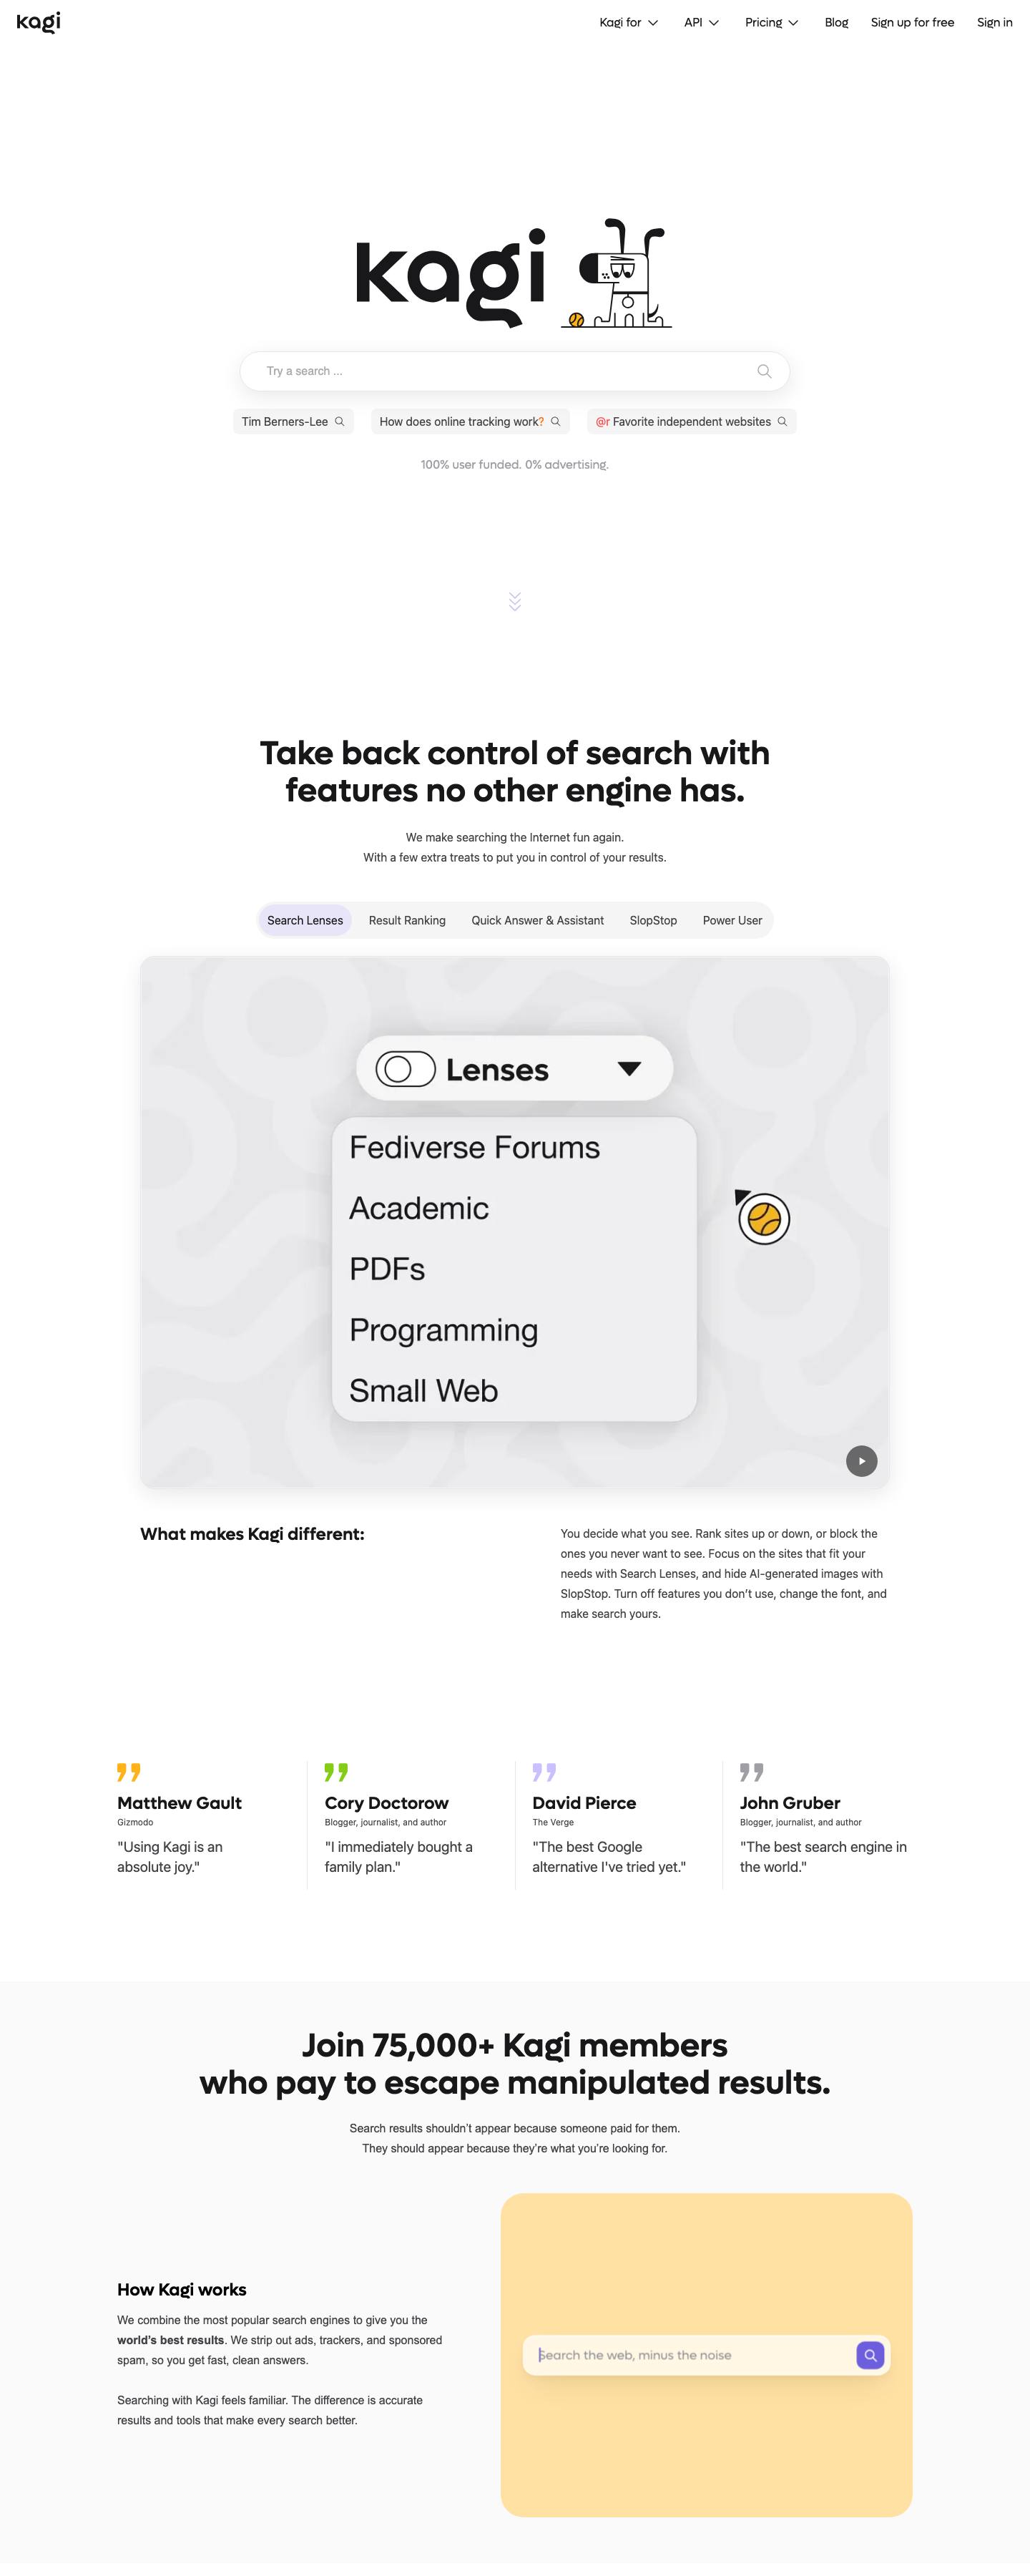 kagi
Kagi for
API
Pricing
Blog
Sign up for free
Sign in
kagi
Try a search ...
Tim Berners-Lee
How does online tracking work?
@r Favorite independent websites
100% user funded. 0% advertising.
Take back control of search with
features no other engine has.
We make searching the Internet fun again.
With a few extra treats to put you in control of your results.
Search Lenses
Result Ranking
Quick Answer & Assistant
SlopStop
Power User
Lenses
Fediverse Forums
Academic
PDFs
Programming
Small Web
What makes Kagi different:
You decide what you see. Rank sites up or down, or block the
ones you never want to see. Focus on the sites that fit your
needs with Search Lenses, and hide AI-generated images with
SlopStop. Turn off features you don’t use, change the font, and
make search yours.
Matthew Gault
Gizmodo
"Using Kagi is an
absolute joy."
Cory Doctorow
Blogger, journalist, and author
"I immediately bought a
family plan."
David Pierce
The Verge
"The best Google
alternative I've tried yet."
John Gruber
Blogger, journalist, and author
"The best search engine in
the world."
Join 75,000+ Kagi members
who pay to escape manipulated results.
Search results shouldn’t appear because someone paid for them.
They should appear because they’re what you’re looking for.
How Kagi works
We combine the most popular search engines to give you the
world’s best results. We strip out ads, trackers, and sponsored
spam, so you get fast, clean answers.
Searching with Kagi feels familiar. The difference is accurate
results and tools that make every search better.
Search the web, minus the noise